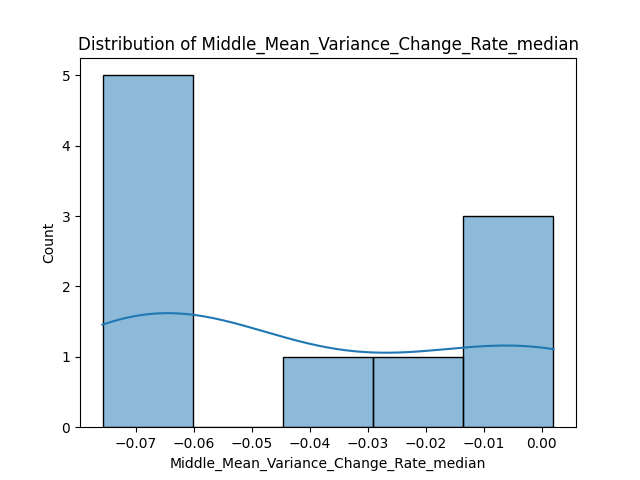 Distribution of Middle_Mean_Variance_Change_Rate_median
5
4
3
2
1
0
Count
−0.07 −0.06 −0.05 −0.04 −0.03 −0.02 −0.01 0.00
Middle_Mean_Variance_Change_Rate_median